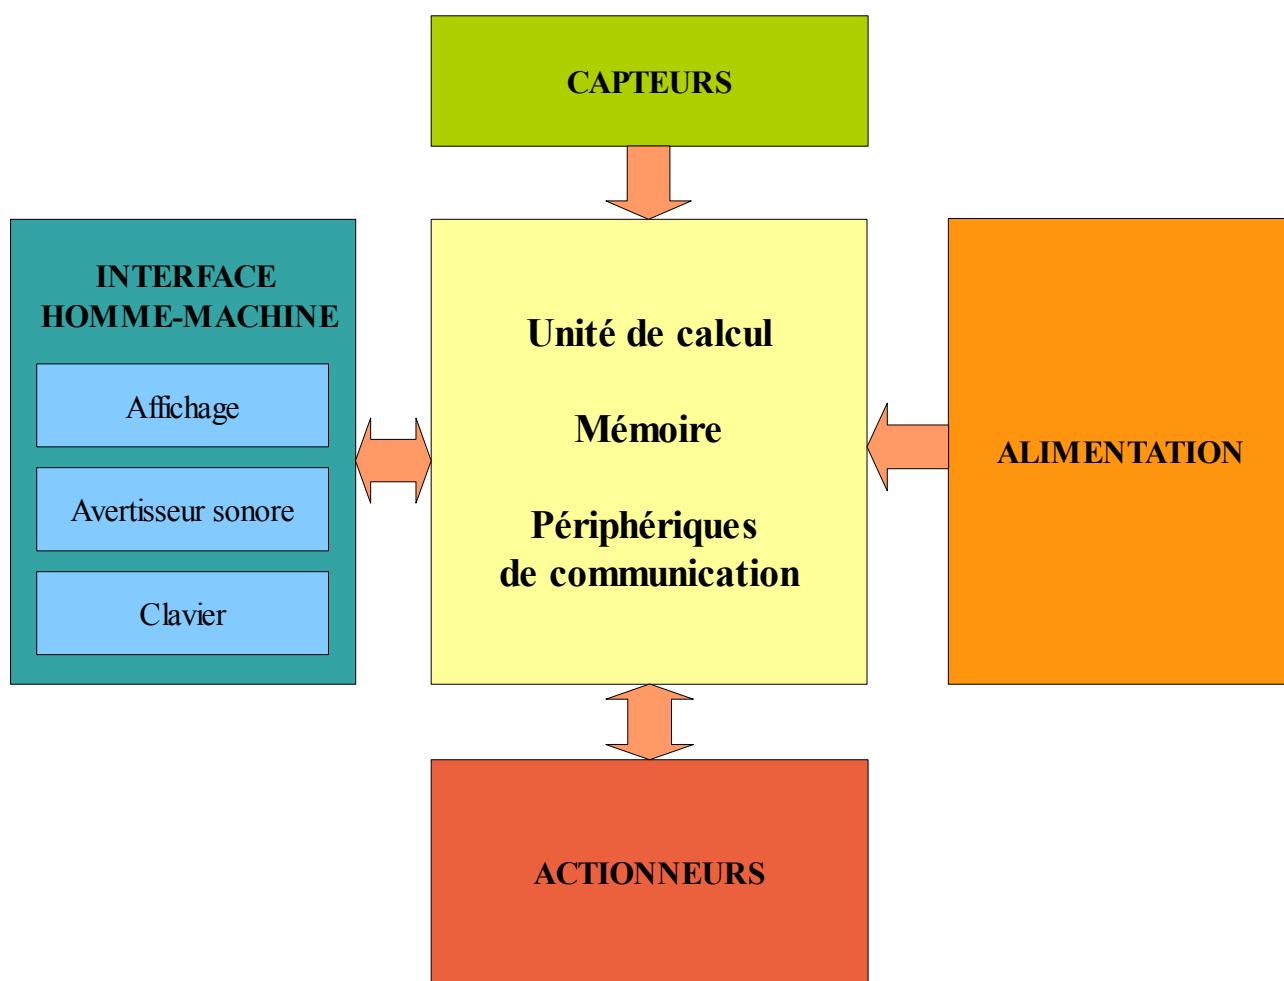 CAPTEURS
INTERFACE
HOMME-MACHINE
Affichage
Avertisseur sonore
Clavier
Unité de calcul
Mémoire
Périphériques
de communication
ALIMENTATION
ACTIONNEURS